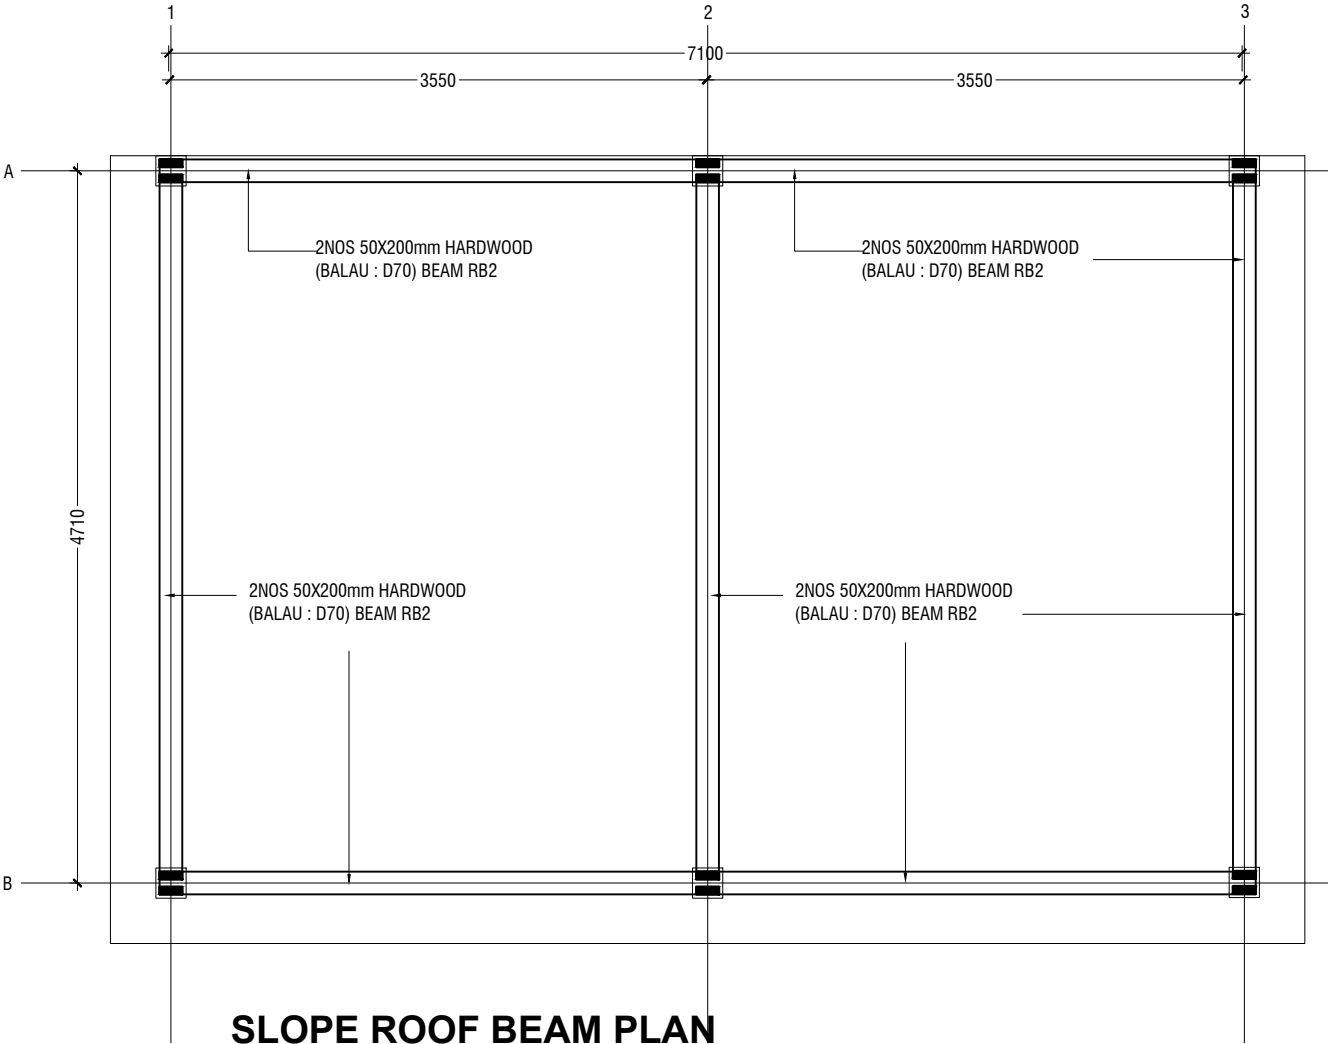 1
2
3
7100
3550
3550
A
2NOS 50X200mm HARDWOOD
(BALAU : D70) BEAM RB2
2NOS 50X200mm HARDWOOD
(BALAU : D70) BEAM RB2
4710
2NOS 50X200mm HARDWOOD
(BALAU : D70) BEAM RB2
2NOS 50X200mm HARDWOOD
(BALAU : D70) BEAM RB2
B
SLOPE ROOF BEAM PLAN